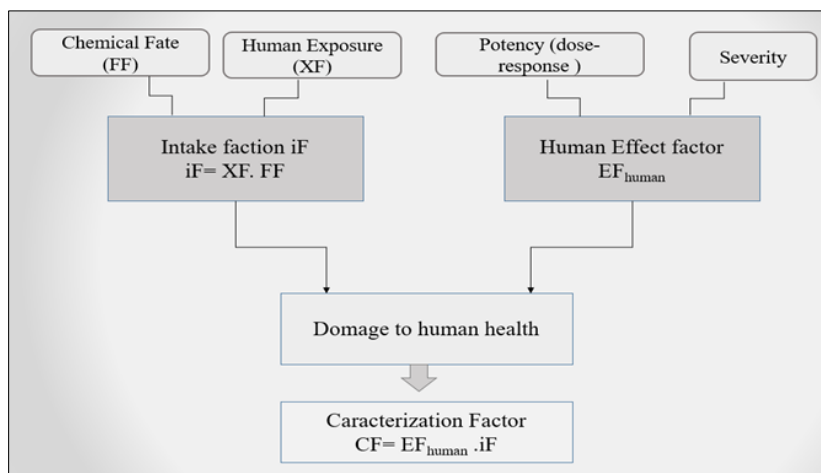 Chemical Fate
(FF)
Human Exposure
(XF)
Potency (dose-
response )
Severity
Intake faction iF
iF= XF. FF
Human Effect factor
EFhuman
Domage to human health
Caracterization Factor
CF= EFhuman .iF